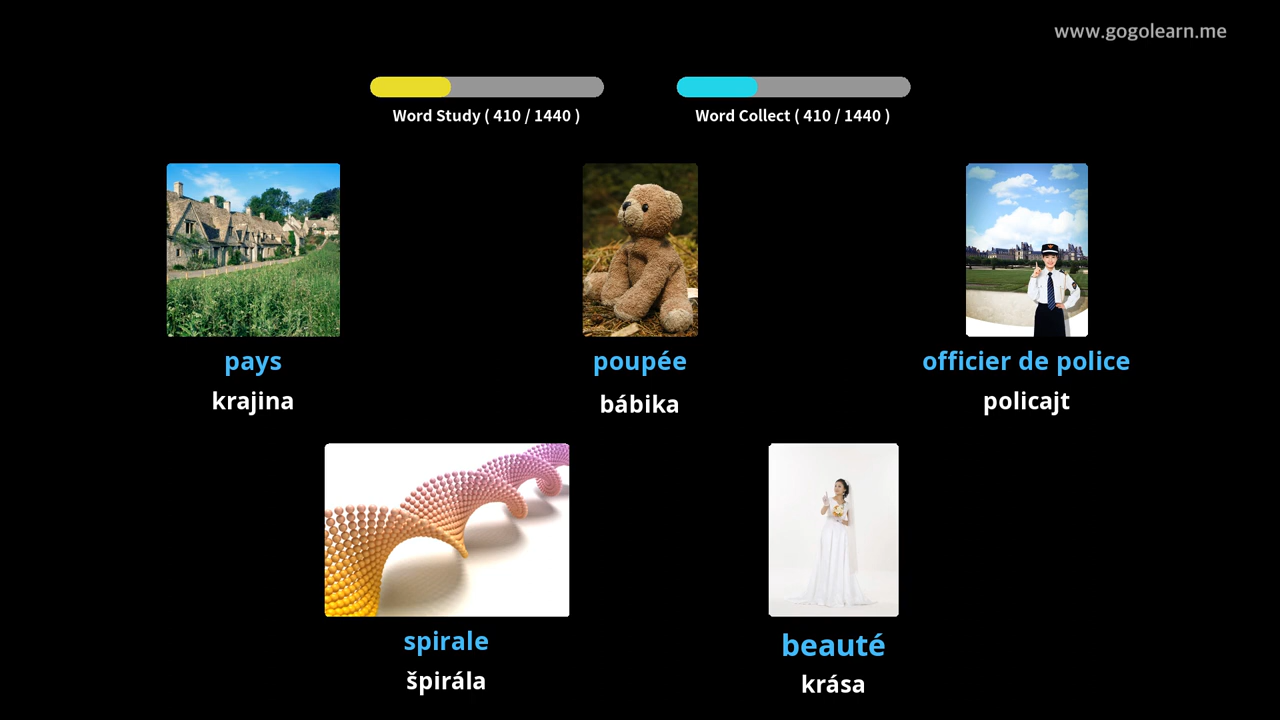 www.gogolearn.me
Word Study ( 410 / 1440 )
Word Collect ( 410 / 1440 )
pays
krajina
poupée
bábika
officier de police
policajt
spirale
špirála
beauté
krása